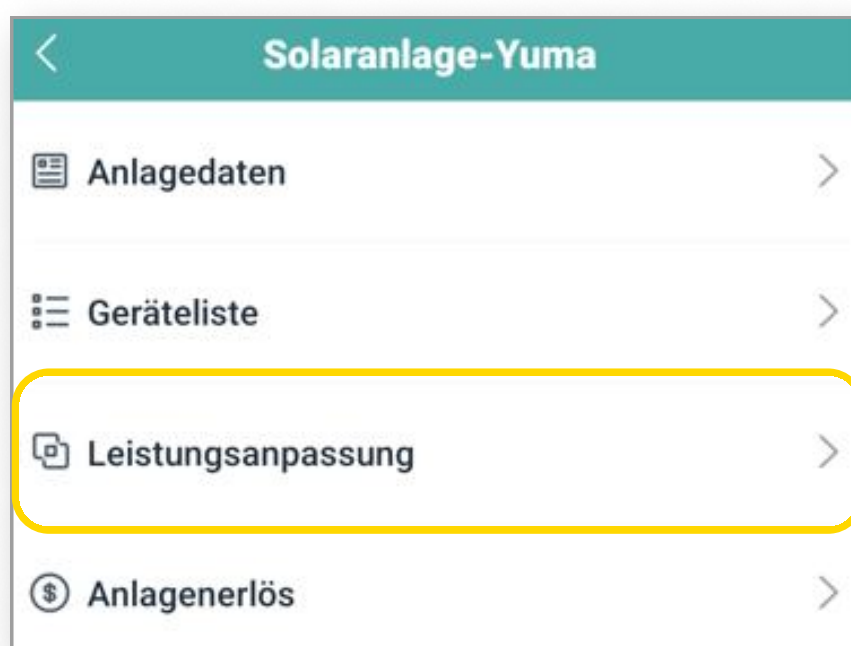 Solaranlage-Yuma
Anlagedaten
Geräteliste
Leistungsanpassung
Anlagenerlös